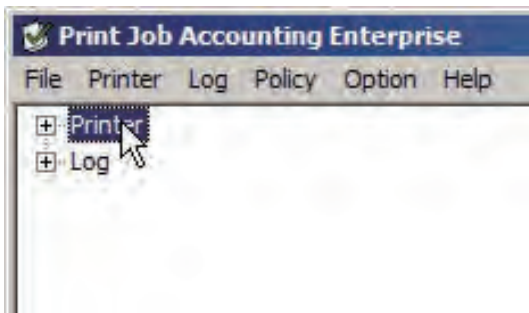 Print Job Accounting Enterprise
File Printer Log Policy Option Help
Printer
Log